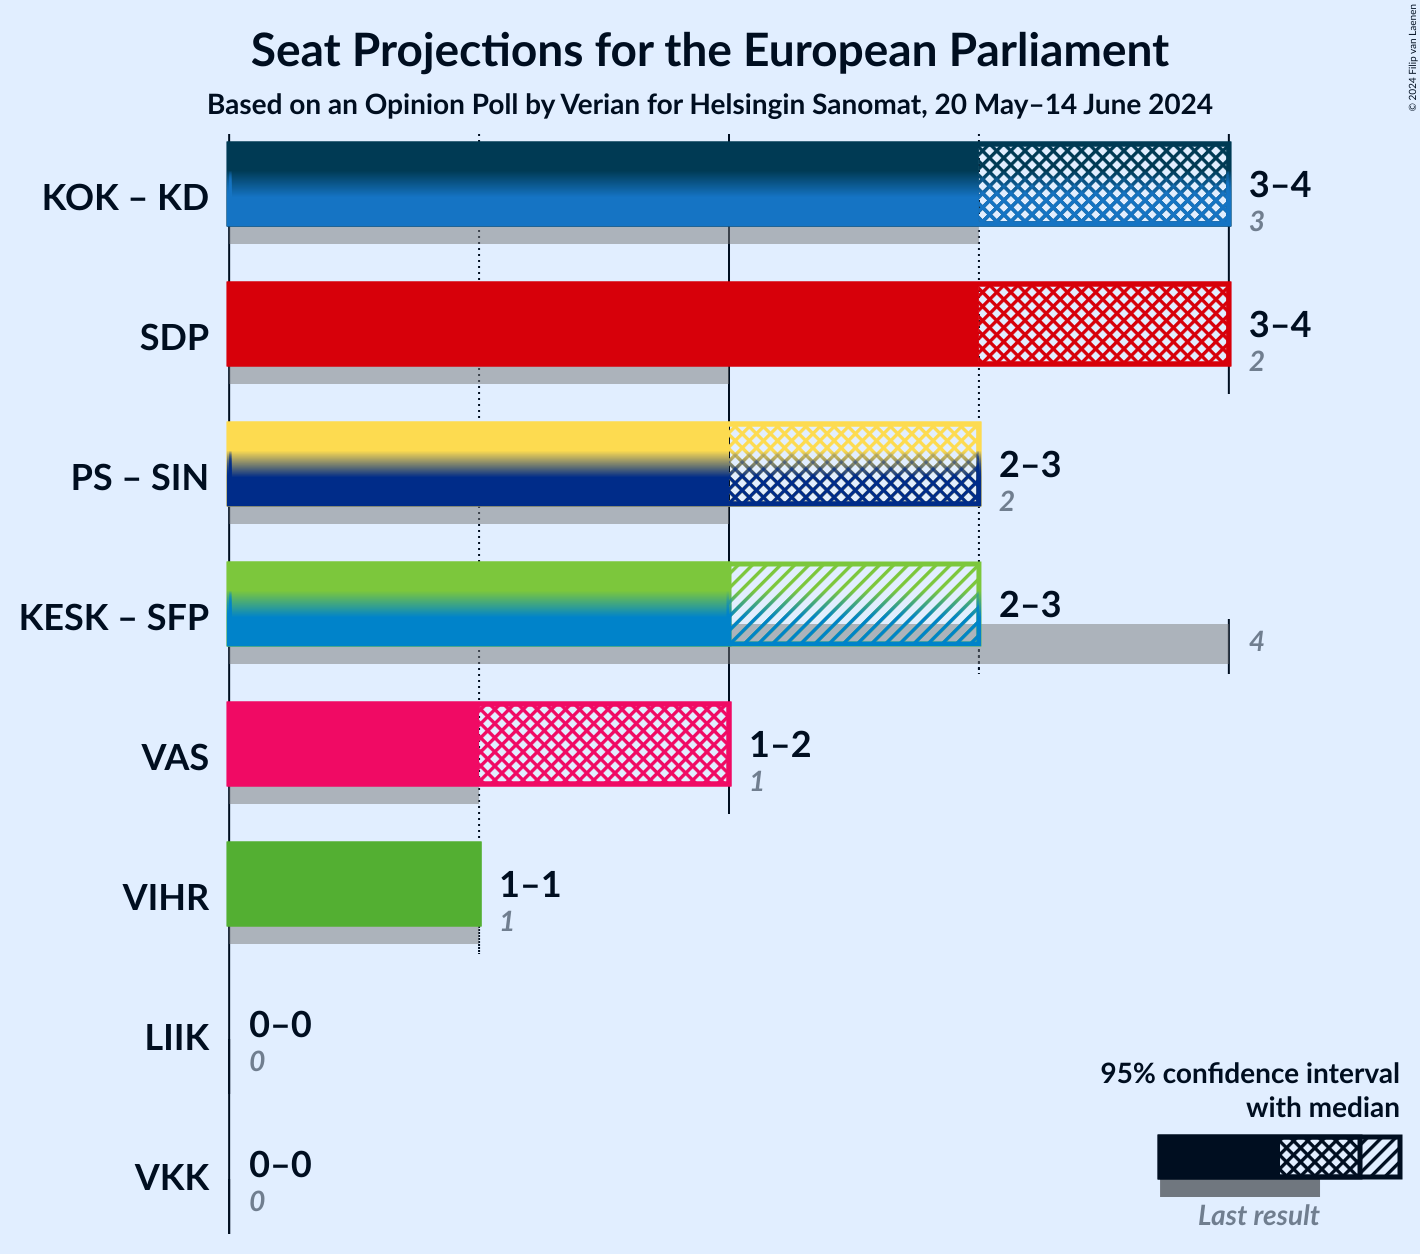 Seat Projections for the European Parliament
Based on an Opinion Poll by Verian for Helsingin Sanomat, 20 May–14 June 2024
© 2024 Filip van Laenen
KOK – KD
3–4
3
SDP
3–4
2
PS – SIN
2–3
2
KESK – SFP
2–3
4
VAS
1–2
1
VIHR
1–1
1
LIIK
0–0
0
VKK
0–0
0
95% confidence interval
with median
Last result